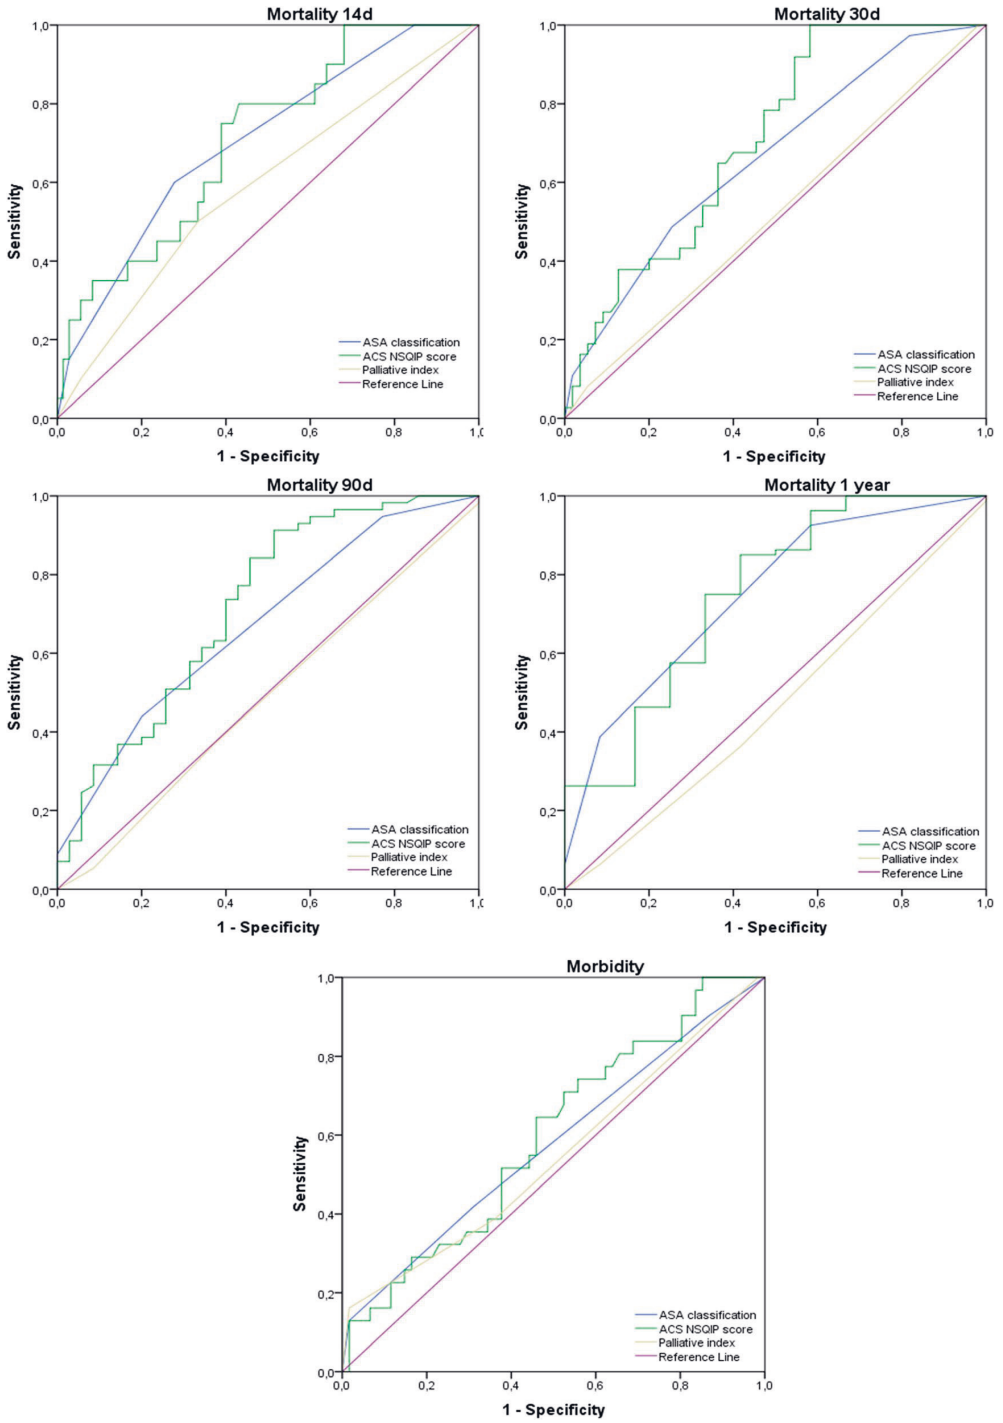 Mortality 14d
Sensitivity
1,0
0,8
0,6
0,4
0,2
0,0
ASA classification
ACS NSQIP score
Palliative index
Reference Line
0,0 0,2 0,4 0,6 0,8 1,0
1 - Specificity
Mortality 30d
Sensitivity
1,0
0,8
0,6
0,4
0,2
0,0
ASA classification
ACS NSQIP score
Palliative index
Reference Line
0,0 0,2 0,4 0,6 0,8 1,0
1 - Specificity
Mortality 90d
Sensitivity
1,0
0,8
0,6
0,4
0,2
0,0
ASA classification
ACS NSQIP score
Palliative index
Reference Line
0,0 0,2 0,4 0,6 0,8 1,0
1 - Specificity
Mortality 1 year
Sensitivity
1,0
0,8
0,6
0,4
0,2
0,0
ASA classification
ACS NSQIP score
Palliative index
Reference Line
0,0 0,2 0,4 0,6 0,8 1,0
1 - Specificity
Morbidity
Sensitivity
1,0
0,8
0,6
0,4
0,2
0,0
ASA classification
ACS NSQIP score
Palliative index
Reference Line
0,0 0,2 0,4 0,6 0,8 1,0
1 - Specificity